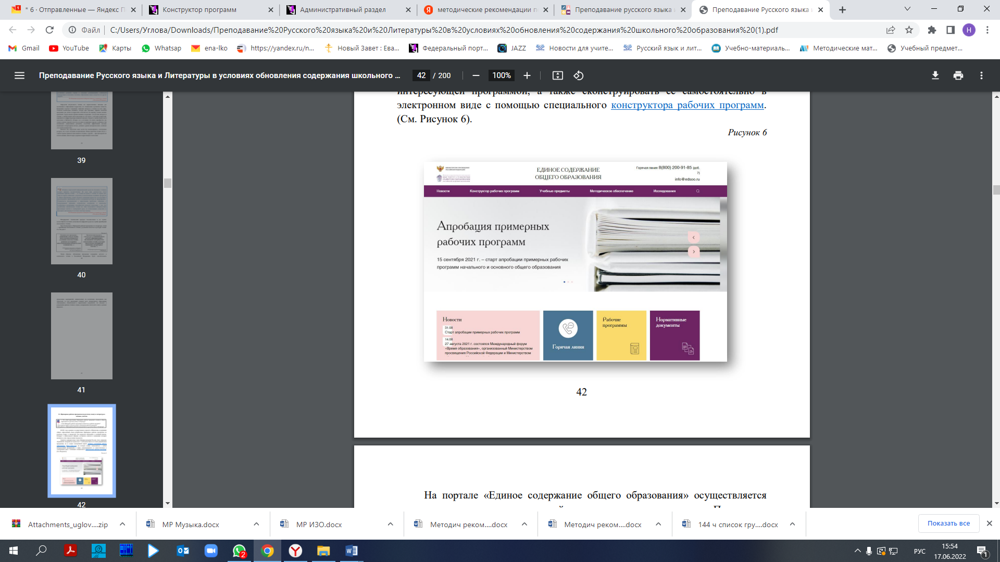 * 6 · Отправленные — Яндекс П
Конструктор программ
Административный раздел
методические рекомендации п
Преподавание русского языка и
Преподавание Русского языка и
Файл
C:/Users/Углова/Downloads/Преподавание%20Русского%20языка%20и%20Литературы%20в%20условиях%20обновления%20содержания%20школьного%20образования%20(1).pdf
Н
Gmail
YouTube
Карты
Whatsap
ena-lko
https://yandex.ru/n...
Новый Завет : Ева...
Федеральный порт...
JAZZ
Новости для учите...
Русский язык и лит...
Учебно-материаль...
Методические мат...
Учебный предмет...
Преподавание Русского языка и Литературы в условиях обновления содержания школьного ...
42 / 200
100%
39
40
41
42
интересующей программой, а также сконструировать ее самостоятельно в
электронном виде с помощью специального конструктора рабочих программ.
(См. Рисунок 6).
Рисунок 6
МИНИСТЕРСТВО ПРОСВЕЩЕНИЯ
РОССИЙСКОЙ ФЕДЕРАЦИИ
ИНСТИТУТ СТРАТЕГИИ
РАЗВИТИЯ ОБРАЗОВАНИЯ
ЕДИНОЕ СОДЕРЖАНИЕ
ОБЩЕГО ОБРАЗОВАНИЯ
Горячая линия 8(800) 200-91-85 (доб.
7)
info@edsoo.ru
Новости
Конструктор рабочих программ
Учебные предметы
Методическое обеспечение
Исследования
Апробация примерных
рабочих программ
15 сентября 2021 г. – старт апробации примерных рабочих
программ начального и основного общего образования
Новости
31.08
Старт апробации примерных рабочих программ
14.08
27 августа 2021 г. состоялся Международный форум
«Время образования», организованный Министерством
просвещения Российской Федерации и Министерством
Горячая линия
Рабочие
программы
Нормативные
документы
42
На портале «Единое содержание общего образования» осуществляется
Attachments_uglov....zip
МР Музыка.docx
МР ИЗО.docx
Методич реком....docx
Методич реком....docx
144 ч список гру....docx
Показать все
2
РУС
15:54
17.06.2022
1